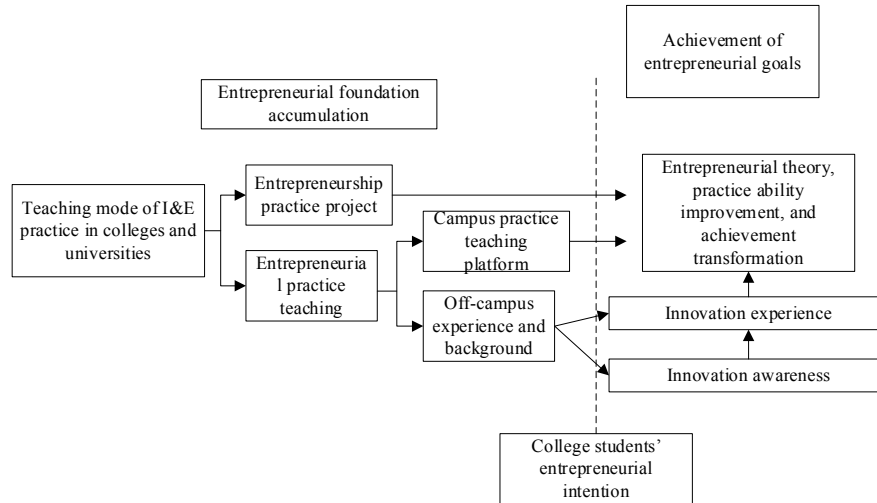 Achievement of
entrepreneurial goals
Entrepreneurial foundation
accumulation
Teaching mode of I&E
practice in colleges and
universities
Entrepreneurship
practice project
Entrepreneuria
l practice
teaching
Campus practice
teaching
platform
Off-campus
experience and
background
Entrepreneurial theory,
practice ability
improvement, and
achievement
transformation
Innovation experience
Innovation awareness
College students’
entrepreneurial
intention